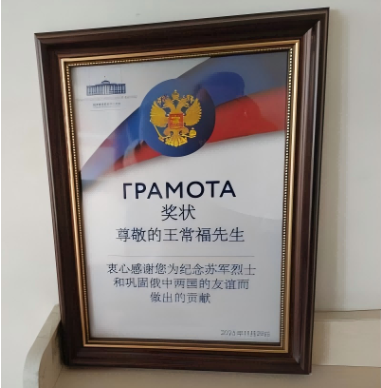 ГРАМОТА
奖状
尊敬的王常福先生
衷心感谢您为纪念苏军烈士
和巩固俄中两国的友谊而
做出的贡献